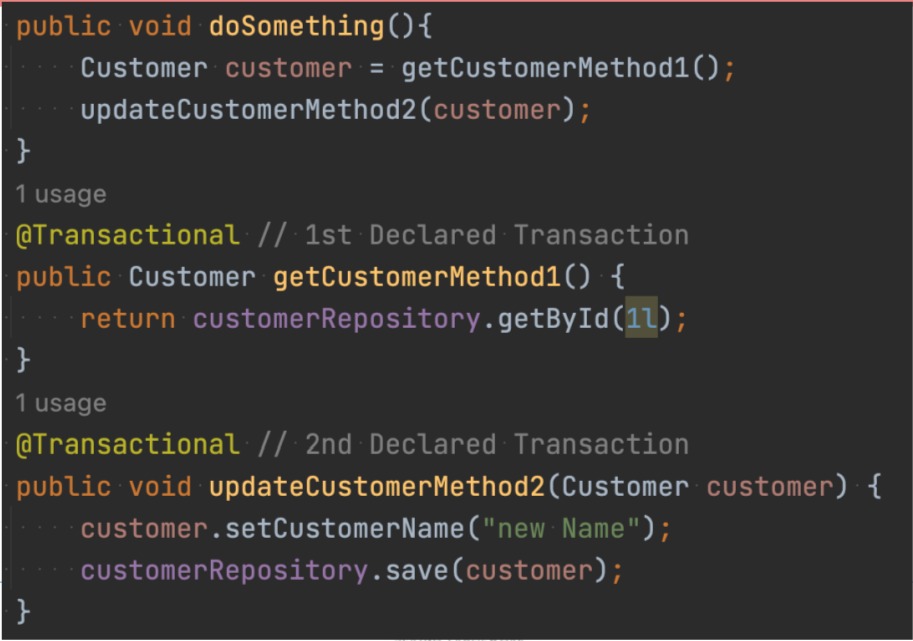 public void doSomething(){
Customer customer = getCustomerMethod1();
updateCustomerMethod2(customer);
}
1 usage
@Transactional // 1st Declared Transaction
public Customer getCustomerMethod1() {
return customerRepository.getById(1l);
}
1 usage
@Transactional // 2nd Declared Transaction
public void updateCustomerMethod2(Customer customer) {
customer.setCustomerName("new Name");
customerRepository.save(customer);
}